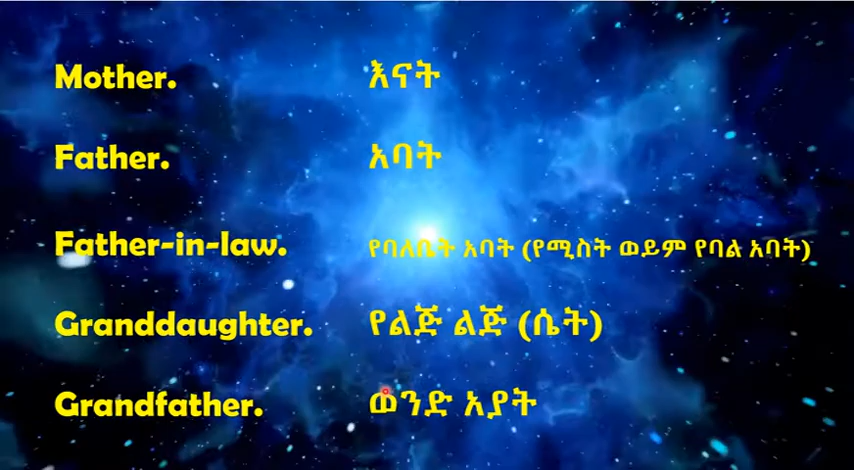 Mother. እናት
Father. አባት
Father-in-law. የባለቤት አባት (የሚስት ወይም የባል አባት)
Granddaughter. የልጅ ልጅ (ሴት)
Grandfather. ወንድ አያት